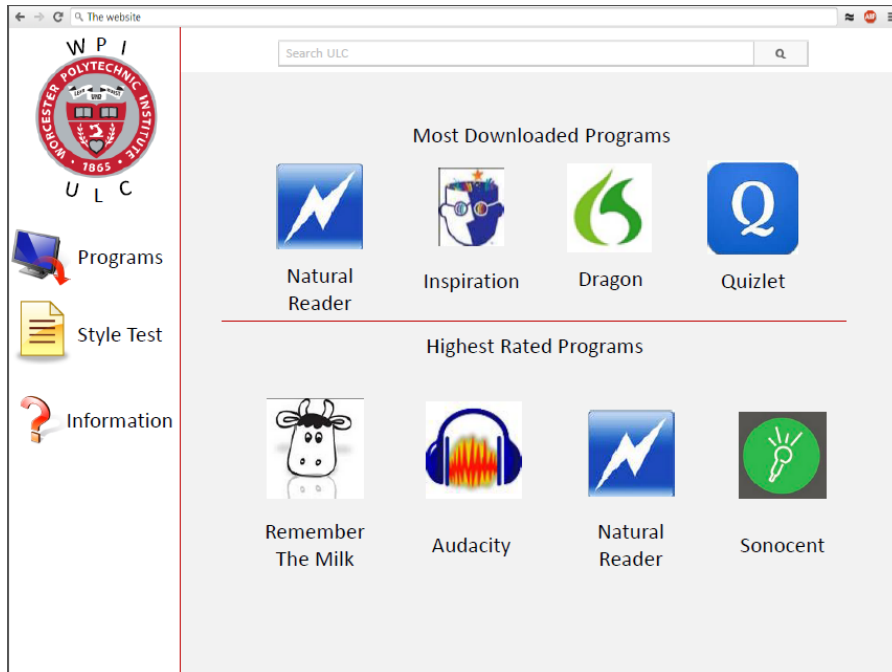 The website
W P I
WORCESTER POLYTECHNIC INSTITUTE
1865
U L C
Search ULC
Programs
Style Test
Information
Most Downloaded Programs
Natural
Reader
Inspiration
Dragon
Q
Quizlet
Highest Rated Programs
Remember
The Milk
Audacity
Natural
Reader
Sonocent